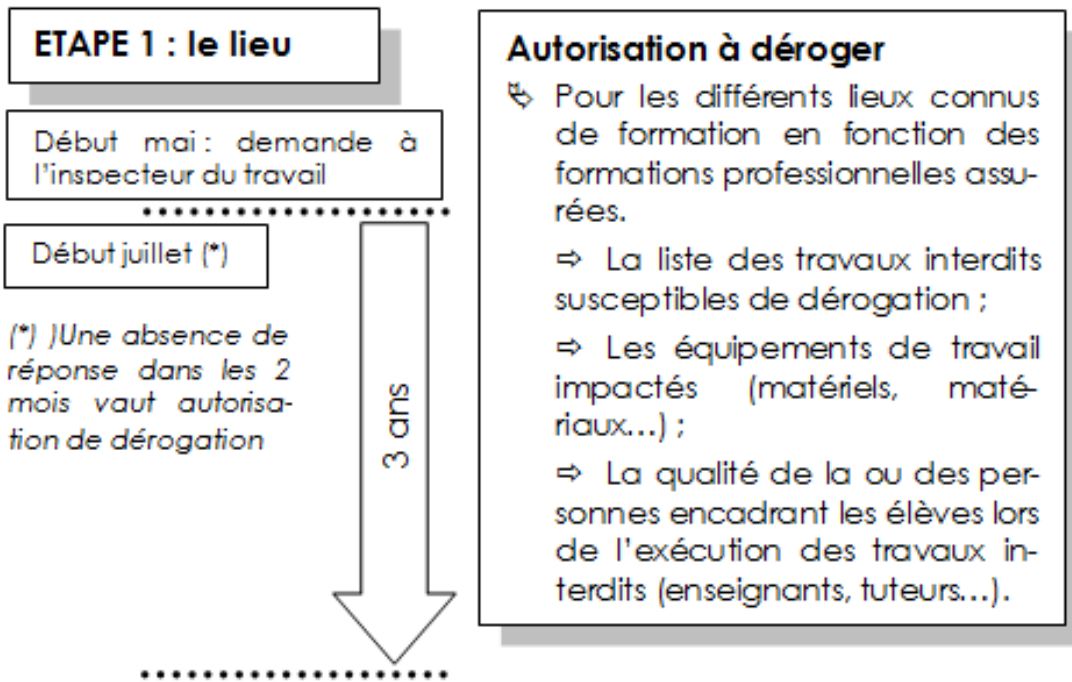 ETAPE 1 : le lieu
Début mai : demande à
l'inspecteur du travail
Début juillet (*)
(*) )Une absence de
réponse dans les 2
mois vaut autorisa-
tion de dérogation
3 ans
Autorisation à déroger
Pour les différents lieux connus
de formation en fonction des
formations professionnelles assu-
rées.
⇨ La liste des travaux interdits
susceptibles de dérogation ;
⇨ Les équipements de travail
impactés (matériels, maté-
riaux…) ;
⇨ La qualité de la ou des per-
sonnes encadrant les élèves lors
de l'exécution des travaux in-
terdits (enseignants, tuteurs…).